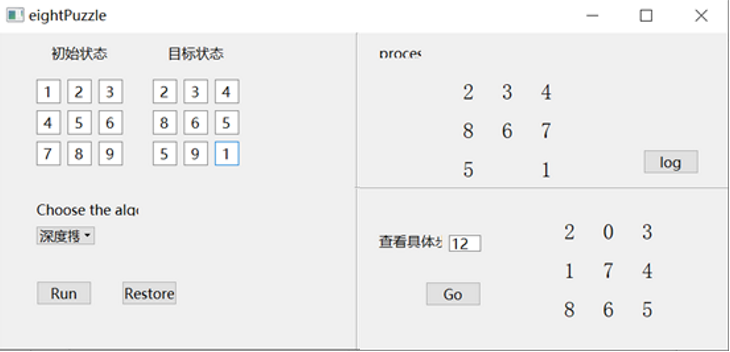 eightPuzzle
初始状态 目标状态
1 2 3 2 3 4
4 5 6 8 6 5
7 8 9 5 9 1
Choose the algo
深度搜
Run Restore
proces
2 3 4
8 6 7
5 1
log
查看具体步 12
Go
2 0 3
1 7 4
8 6 5